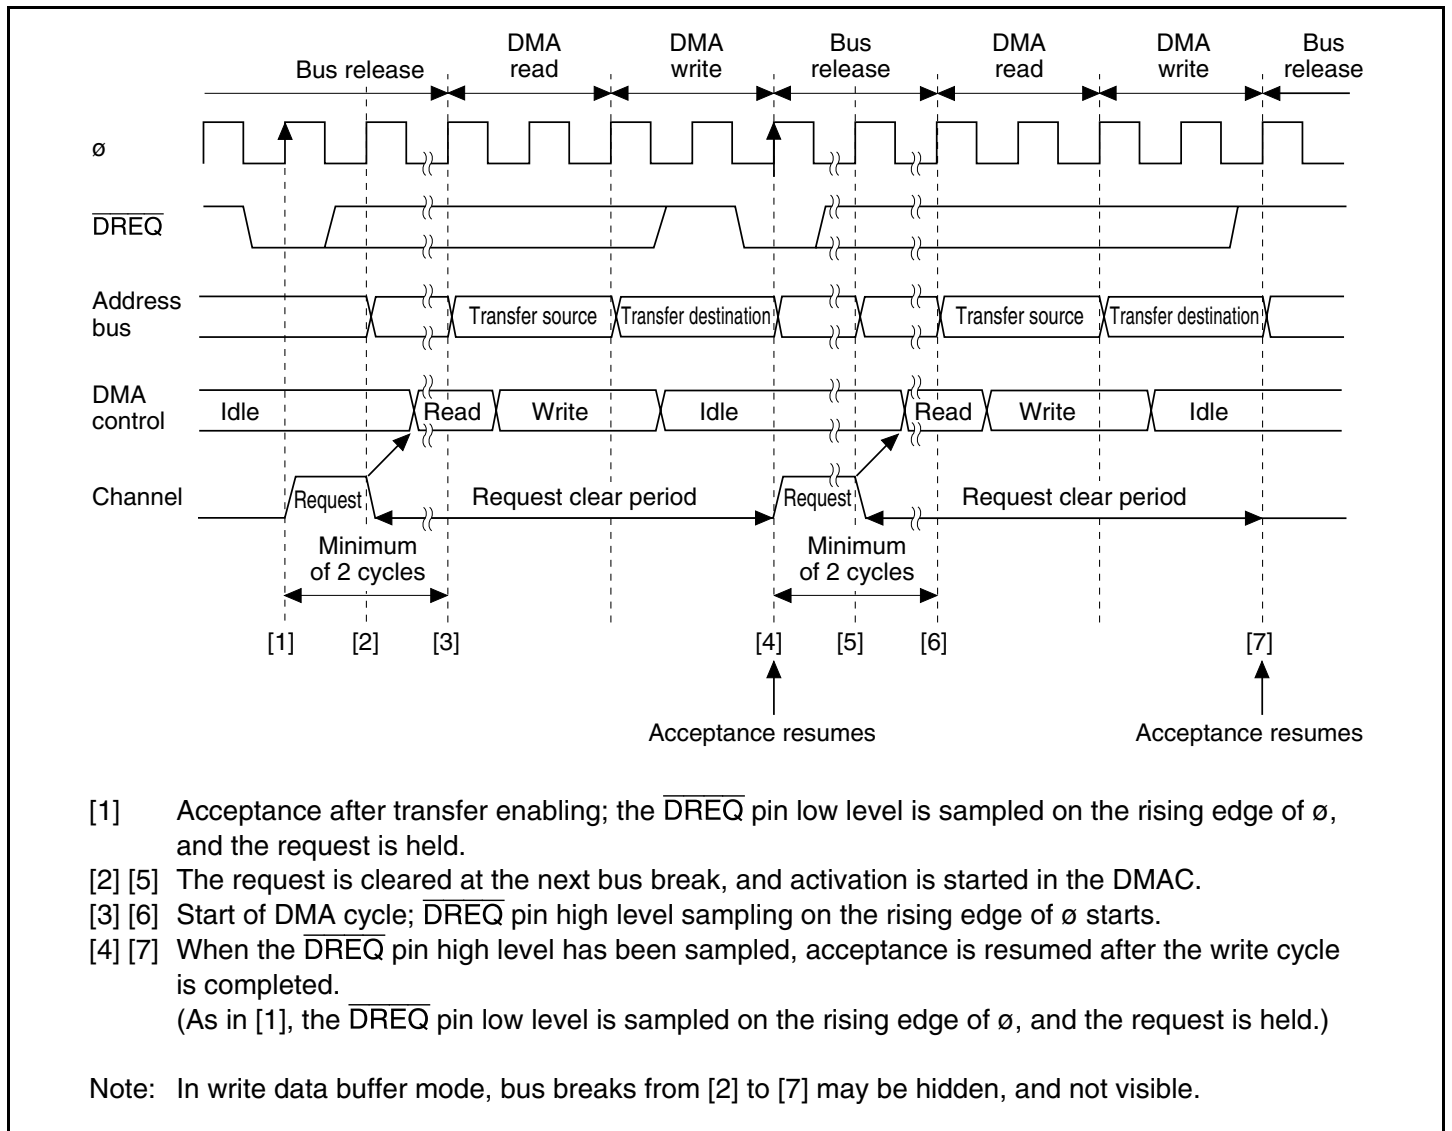 Bus release
DMA read
DMA write
Bus release
DMA read
DMA write
Bus release
ø
DREQ
Address bus
Transfer source
Transfer destination
Transfer source
Transfer destination
DMA control
Idle
Read
Write
Idle
Read
Write
Idle
Channel
Request
Request clear period
Request
Request clear period
Minimum of 2 cycles
Minimum of 2 cycles
[1]
[2]
[3]
[4]
[5]
[6]
[7]
Acceptance resumes
Acceptance resumes
[1] Acceptance after transfer enabling; the DREQ pin low level is sampled on the rising edge of ø,
and the request is held.
[2] [5] The request is cleared at the next bus break, and activation is started in the DMAC.
[3] [6] Start of DMA cycle; DREQ pin high level sampling on the rising edge of ø starts.
[4] [7] When the DREQ pin high level has been sampled, acceptance is resumed after the write cycle
is completed.
(As in [1], the DREQ pin low level is sampled on the rising edge of ø, and the request is held.)
Note: In write data buffer mode, bus breaks from [2] to [7] may be hidden, and not visible.